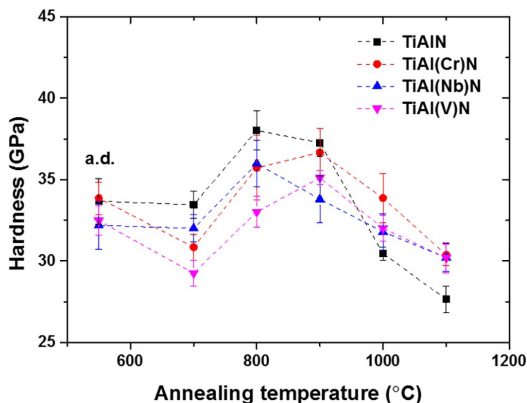 45
40
35
30
25
Hardness (GPa)
a.d.
TiAlN
TiAl(Cr)N
TiAl(Nb)N
TiAl(V)N
600
800
1000
1200
Annealing temperature (°C)